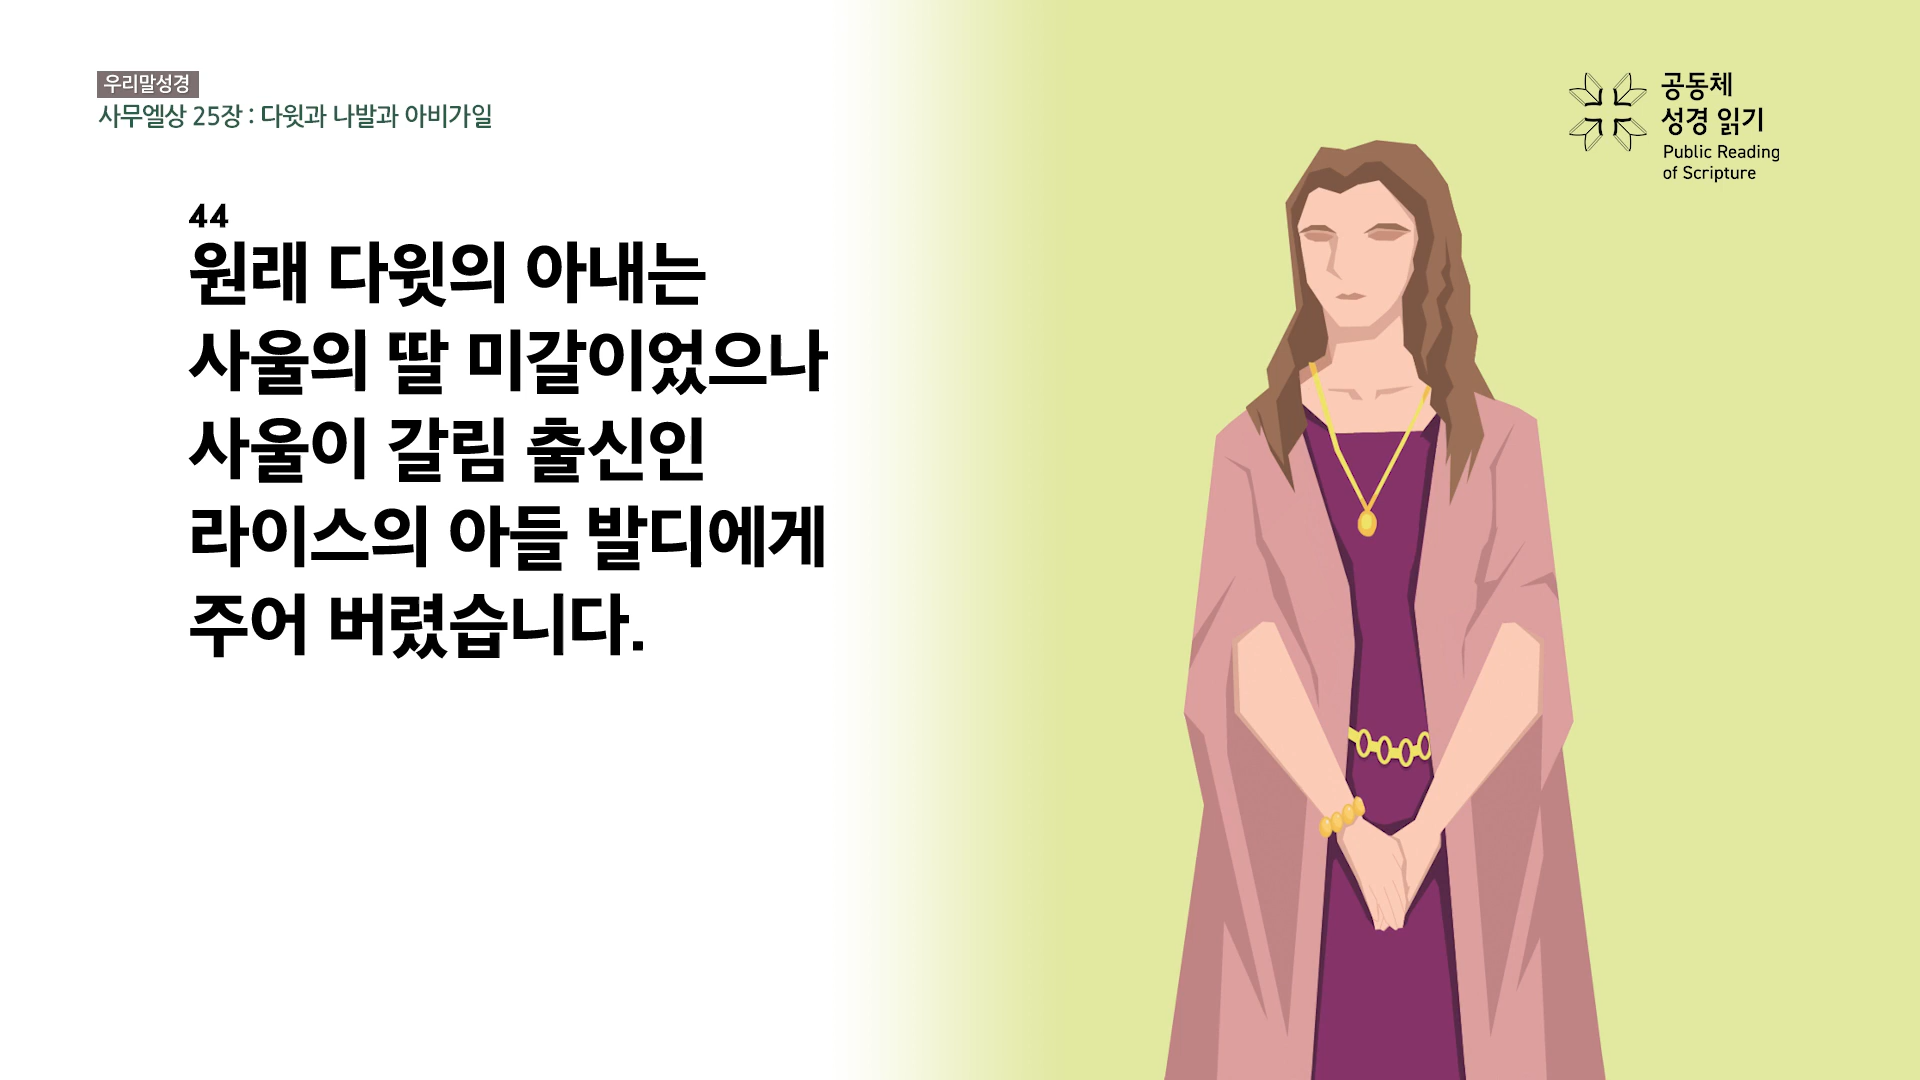 우리말성경
사무엘상 25장 : 다윗과 나발과 아비가일
공동체
성경 읽기
Public Reading
of Scripture
44
원래 다윗의 아내는
사울의 딸 미갈이었으나
사울이 갈림 출신인
라이스의 아들 발디에게
주어 버렸습니다.